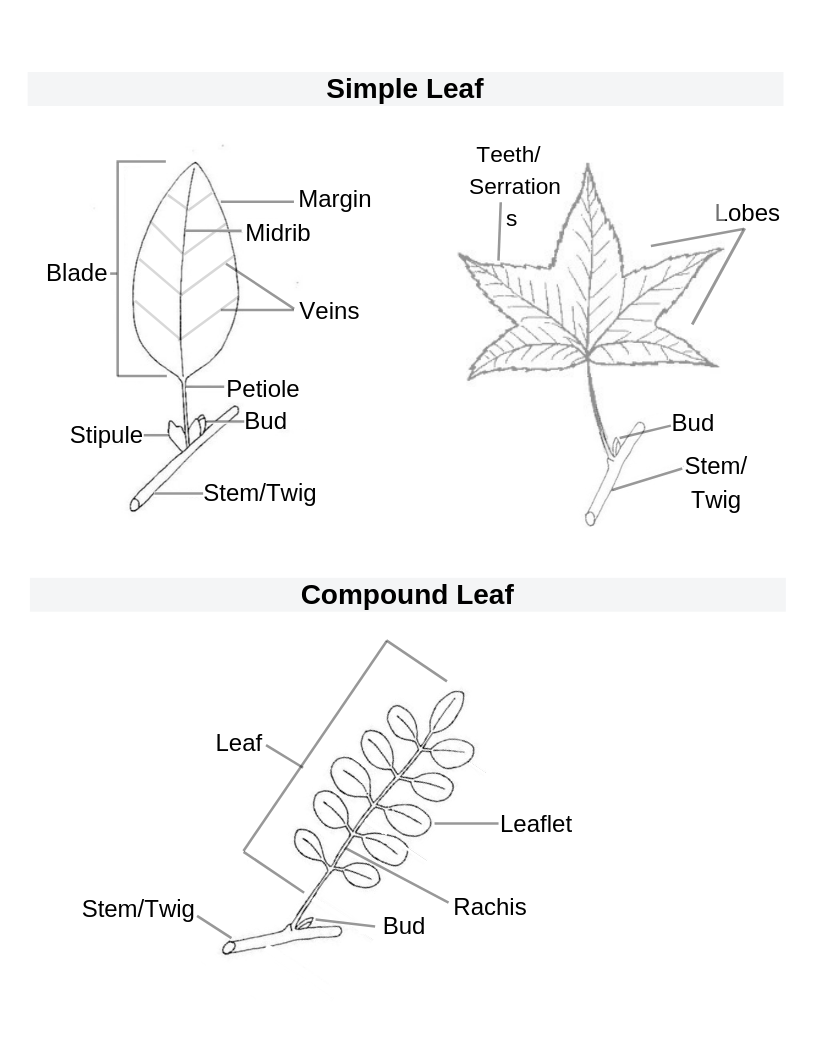 Simple Leaf
Teeth/
Serration
s
Margin
Lobes
Midrib
Blade
Veins
Petiole
Bud
Stipule
Stem/Twig
Bud
Stem/
Twig
Compound Leaf
Leaf
Leaflet
Stem/Twig
Rachis
Bud